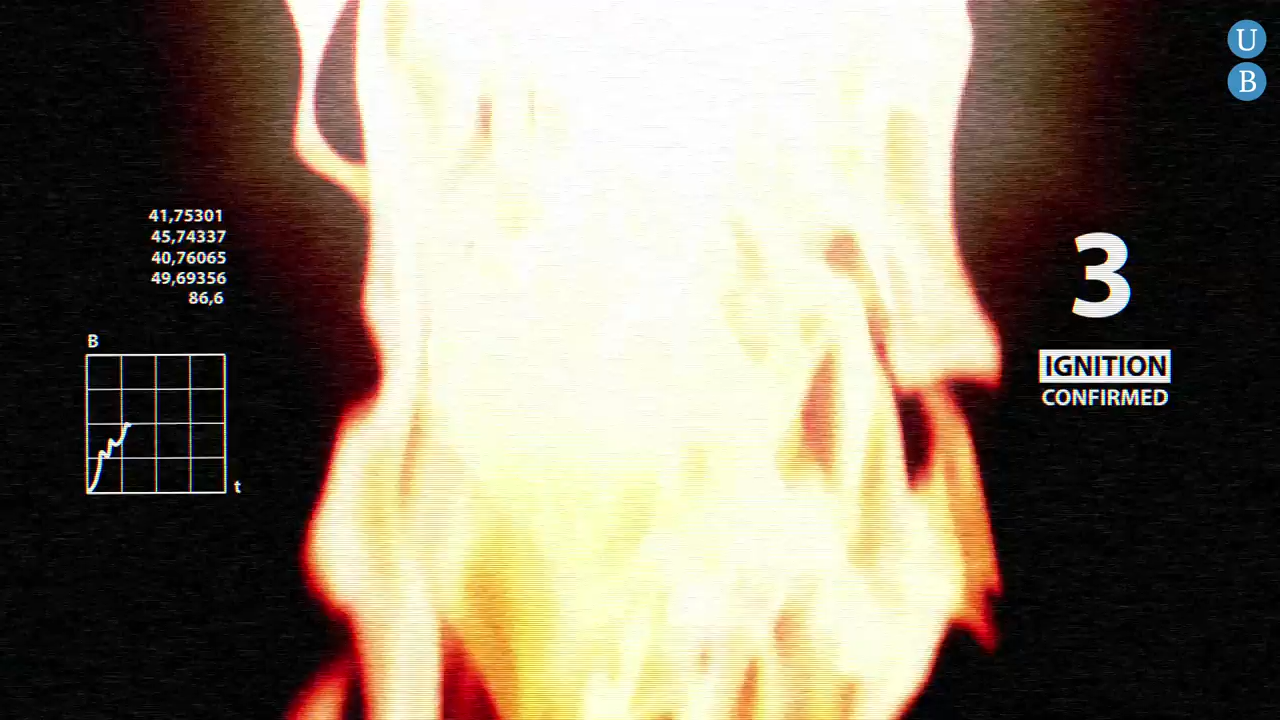 U
B
41,75301
45,74337
40,76065
49,69356
86,6
B
t
3
IGNITION
CONFIRMED